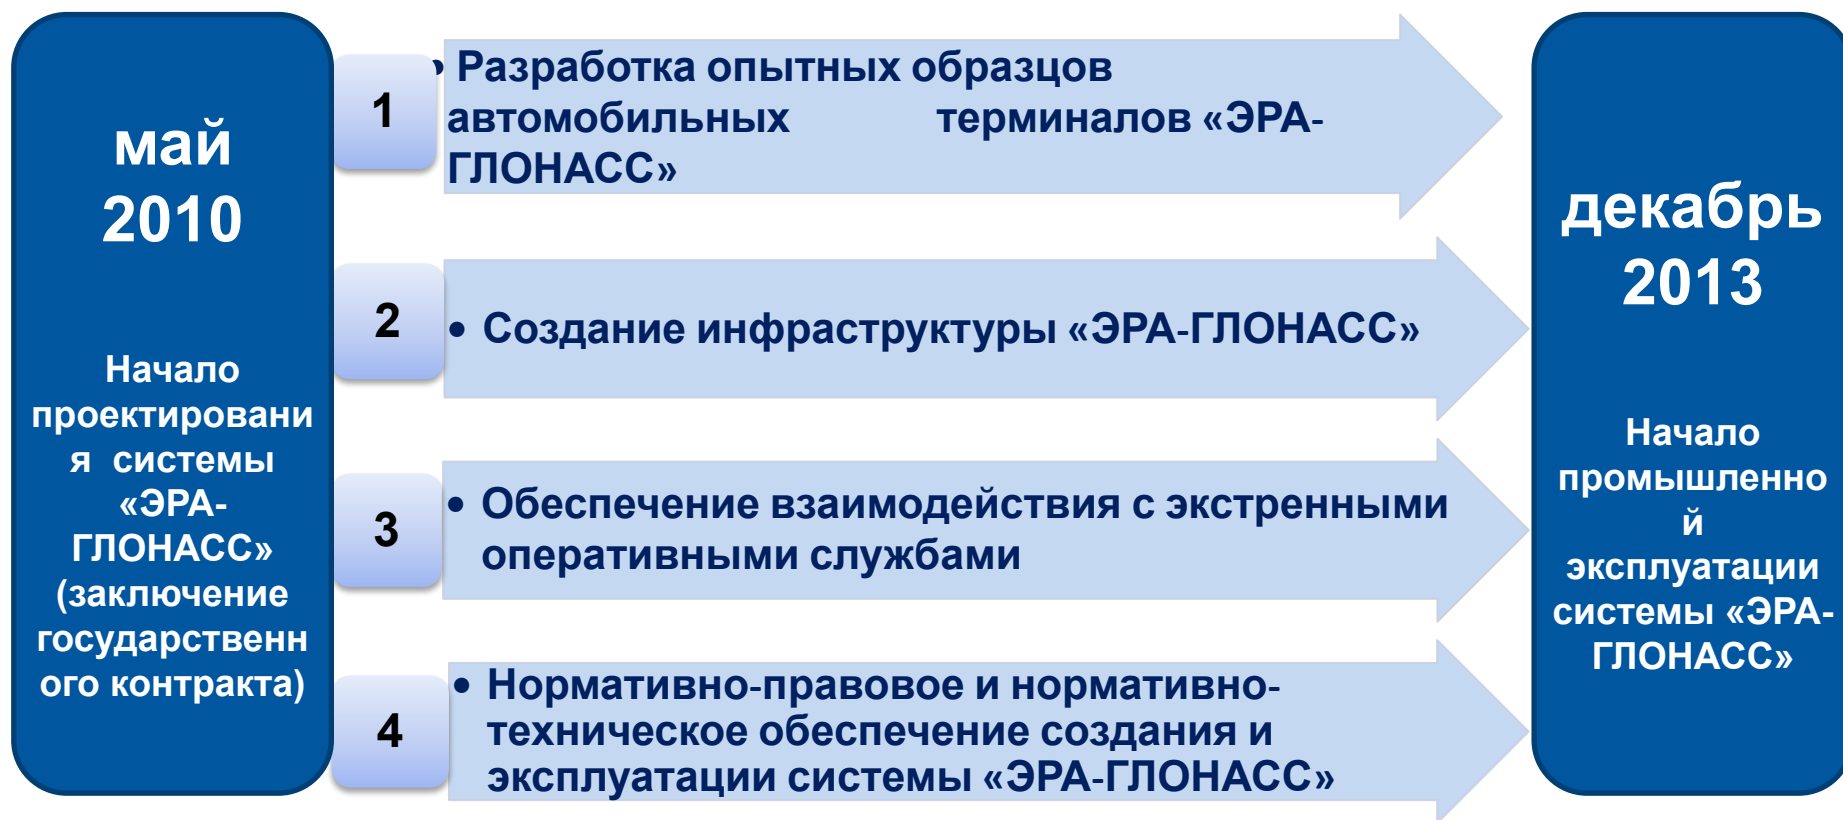 май
2010
Начало
проектировани
я системы
«ЭРА-
ГЛОНАСС»
(заключение
государственн
ого контракта)
1
• Разработка опытных образцов
автомобильных терминалов «ЭРА-
ГЛОНАСС»
2
• Создание инфраструктуры «ЭРА-ГЛОНАСС»
3
• Обеспечение взаимодействия с экстренными
оперативными службами
4
• Нормативно-правовое и нормативно-
техническое обеспечение создания и
эксплуатации системы «ЭРА-ГЛОНАСС»
декабрь
2013
Начало
промышленно
й
эксплуатации
системы «ЭРА-
ГЛОНАСС»